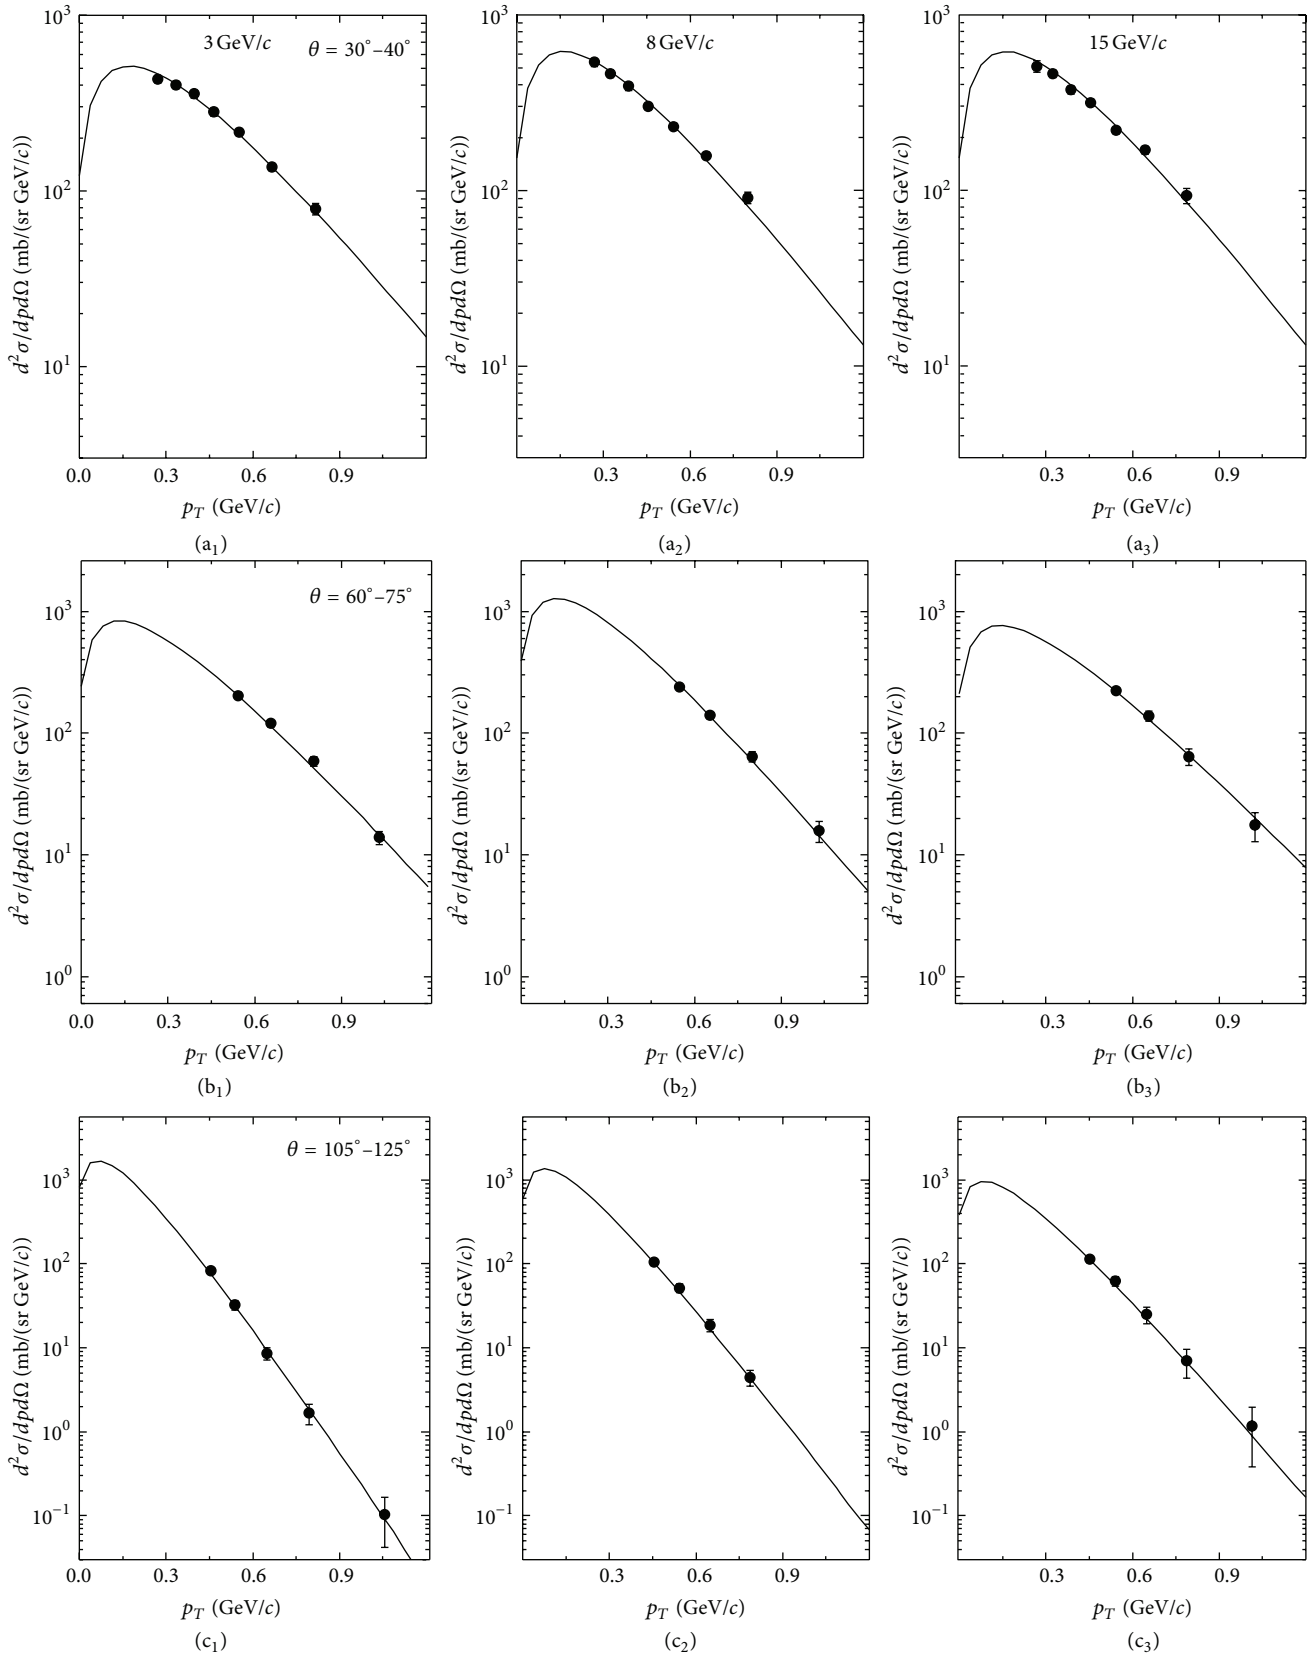 10³
10²
10¹
d²σ/dpdΩ (mb/(sr GeV/c))
3 GeV/c
θ = 30°–40°
0.0 0.3 0.6 0.9
p_T (GeV/c)
(a₁)
10³
10²
10¹
d²σ/dpdΩ (mb/(sr GeV/c))
8 GeV/c
0.3 0.6 0.9
p_T (GeV/c)
(a₂)
10³
10²
10¹
d²σ/dpdΩ (mb/(sr GeV/c))
15 GeV/c
0.3 0.6 0.9
p_T (GeV/c)
(a₃)
10³
10²
10¹
10⁰
d²σ/dpdΩ (mb/(sr GeV/c))
θ = 60°–75°
0.0 0.3 0.6 0.9
p_T (GeV/c)
(b₁)
10³
10²
10¹
10⁰
d²σ/dpdΩ (mb/(sr GeV/c))
0.3 0.6 0.9
p_T (GeV/c)
(b₂)
10³
10²
10¹
10⁰
d²σ/dpdΩ (mb/(sr GeV/c))
0.3 0.6 0.9
p_T (GeV/c)
(b₃)
10³
10²
10¹
10⁰
10⁻¹
d²σ/dpdΩ (mb/(sr GeV/c))
θ = 105°–125°
0.0 0.3 0.6 0.9
p_T (GeV/c)
(c₁)
10³
10²
10¹
10⁰
10⁻¹
d²σ/dpdΩ (mb/(sr GeV/c))
0.3 0.6 0.9
p_T (GeV/c)
(c₂)
10³
10²
10¹
10⁰
10⁻¹
d²σ/dpdΩ (mb/(sr GeV/c))
0.3 0.6 0.9
p_T (GeV/c)
(c₃)